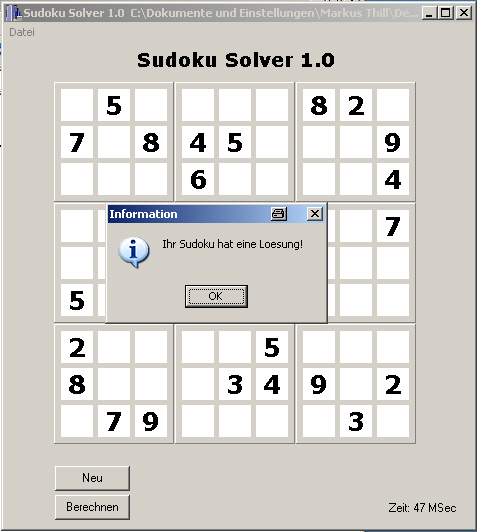 Sudoku Solver 1.0 C:\Dokumente und Einstellungen\Markus Thill\De...
Datei
Sudoku Solver 1.0
5 8 2
7 8 4 5 9
6 4
Information
7
Ihr Sudoku hat eine Loesung!
OK
5
2 5
8 3 4 9 2
7 9 3
Neu
Berechnen
Zeit: 47 MSec